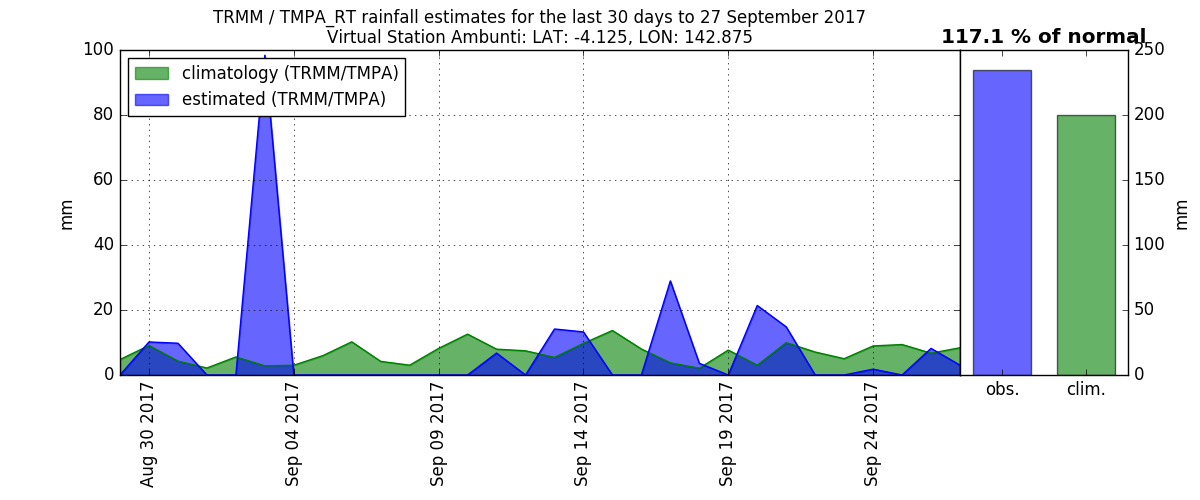 TRMM / TMPA_RT rainfall estimates for the last 30 days to 27 September 2017
Virtual Station Ambunti: LAT: -4.125, LON: 142.875
117.1 % of normal
climatology (TRMM/TMPA)
estimated (TRMM/TMPA)
100
80
60
40
20
0
mm
Aug 30 2017
Sep 04 2017
Sep 09 2017
Sep 14 2017
Sep 19 2017
Sep 24 2017
250
200
150
100
50
0
mm
obs.
clim.